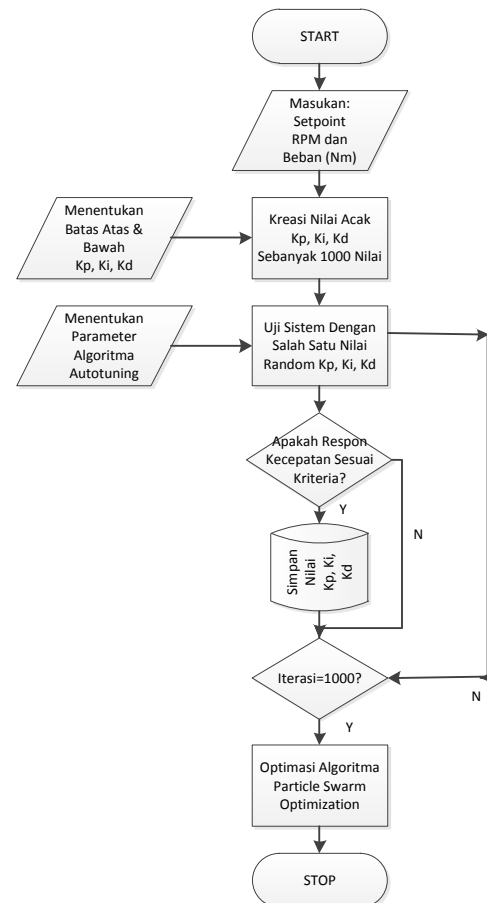 START
Masukan:
Setpoint
RPM dan
Beban (Nm)
Menentukan
Batas Atas &
Bawah
Kp, Ki, Kd
Kreasi Nilai Acak
Kp, Ki, Kd
Sebanyak 1000 Nilai
Menentukan
Parameter
Algoritma
Autotuning
Uji Sistem Dengan
Salah Satu Nilai
Random Kp, Ki, Kd
Apakah Respon
Kecepatan Sesuai
Kriteria?
Y
N
Simpan
Nilai
Kp, Ki,
Kd
Iterasi=1000?
N
Y
Optimasi Algoritma
Particle Swarm
Optimization
STOP